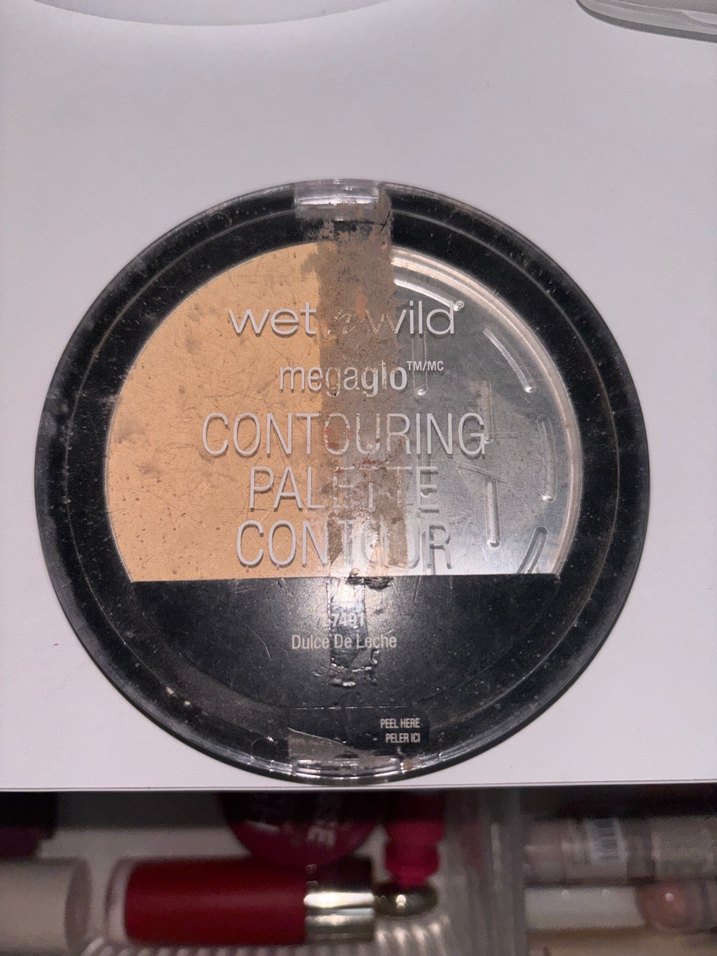 wet n wild®
megaglo™/MC
CONTOURING
PALETTE
CONTOUR
Dulce De Leche
PEEL HERE
PELER ICI